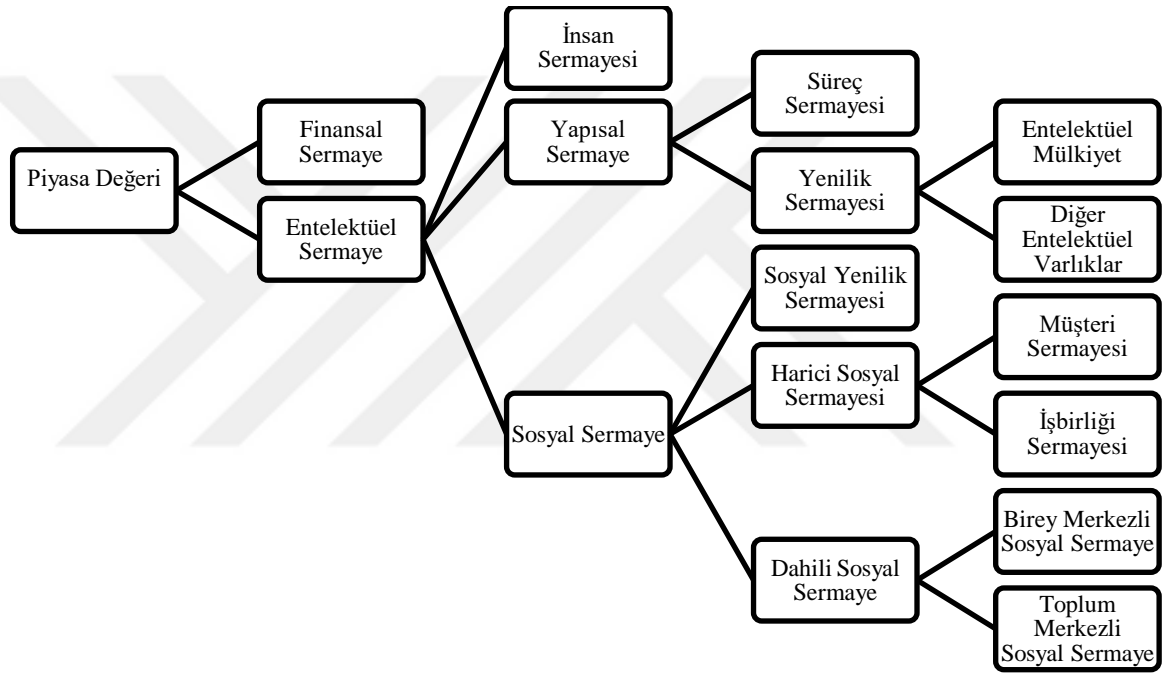 Piyasa Değeri
Finansal
Sermaye
Entelektüel
Sermaye
İnsan
Sermayesi
Yapısal
Sermaye
Sosyal Sermaye
Süreç
Sermayesi
Yenilik
Sermayesi
Sosyal Yenilik
Sermayesi
Harici Sosyal
Sermayesi
Dahili Sosyal
Sermaye
Entelektüel
Mülkiyet
Diğer
Entelektüel
Varlıklar
Müşteri
Sermayesi
İşbirliği
Sermayesi
Birey Merkezli
Sosyal Sermaye
Toplum
Merkezli
Sosyal Sermaye